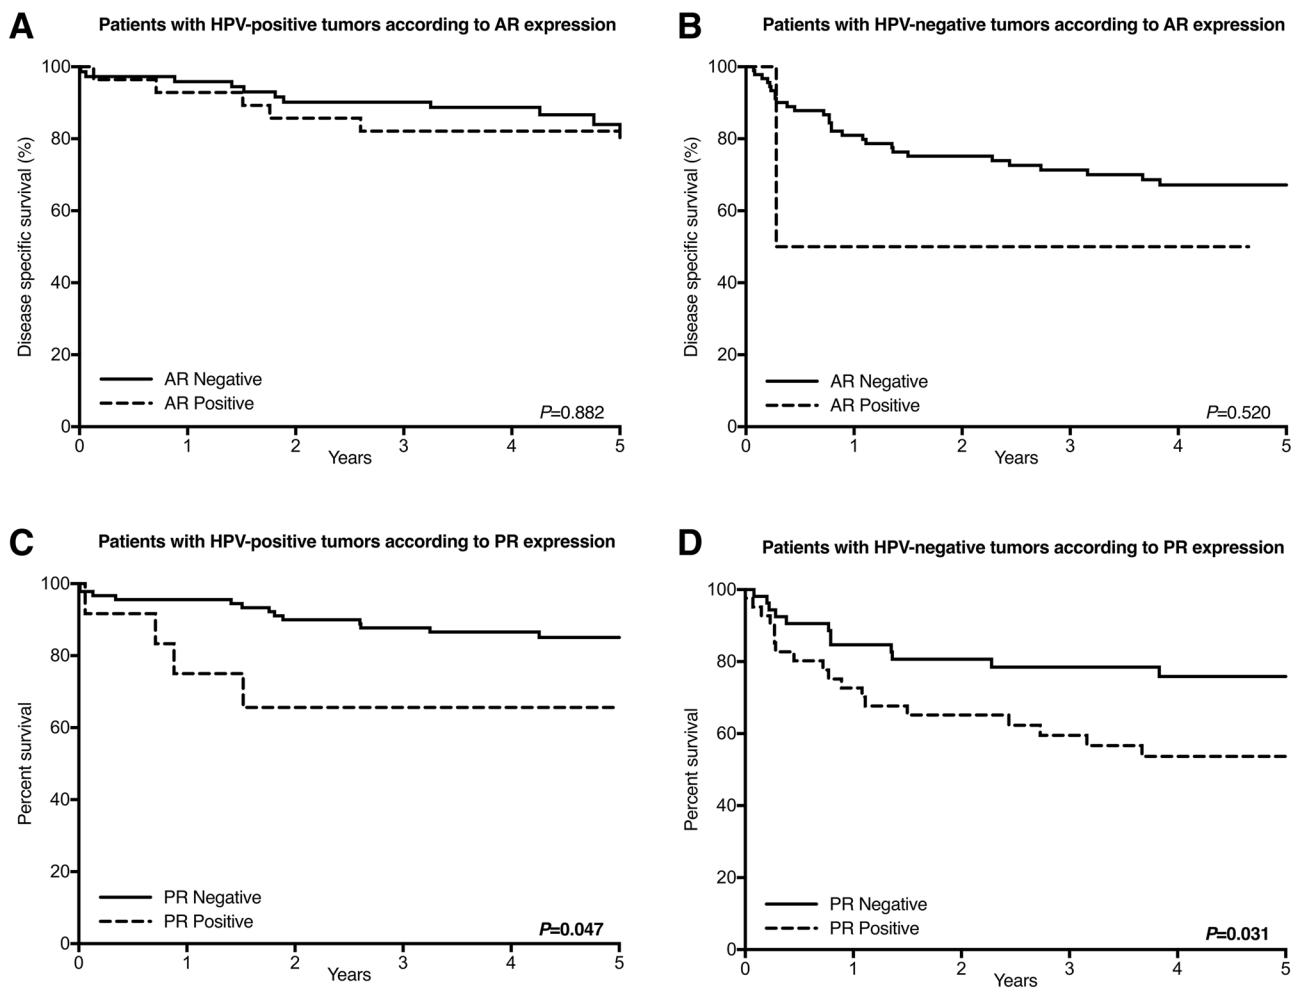 A
Patients with HPV-positive tumors according to AR expression
Disease specific survival (%)
100
80
60
40
20
0
AR Negative
AR Positive
P=0.882
0 1 2 3 4 5
Years
B
Patients with HPV-negative tumors according to AR expression
Disease specific survival (%)
100
80
60
40
20
0
AR Negative
AR Positive
P=0.520
0 1 2 3 4 5
Years
C
Patients with HPV-positive tumors according to PR expression
Percent survival
100
80
60
40
20
0
PR Negative
PR Positive
P=0.047
0 1 2 3 4 5
Years
D
Patients with HPV-negative tumors according to PR expression
Percent survival
100
80
60
40
20
0
PR Negative
PR Positive
P=0.031
0 1 2 3 4 5
Years